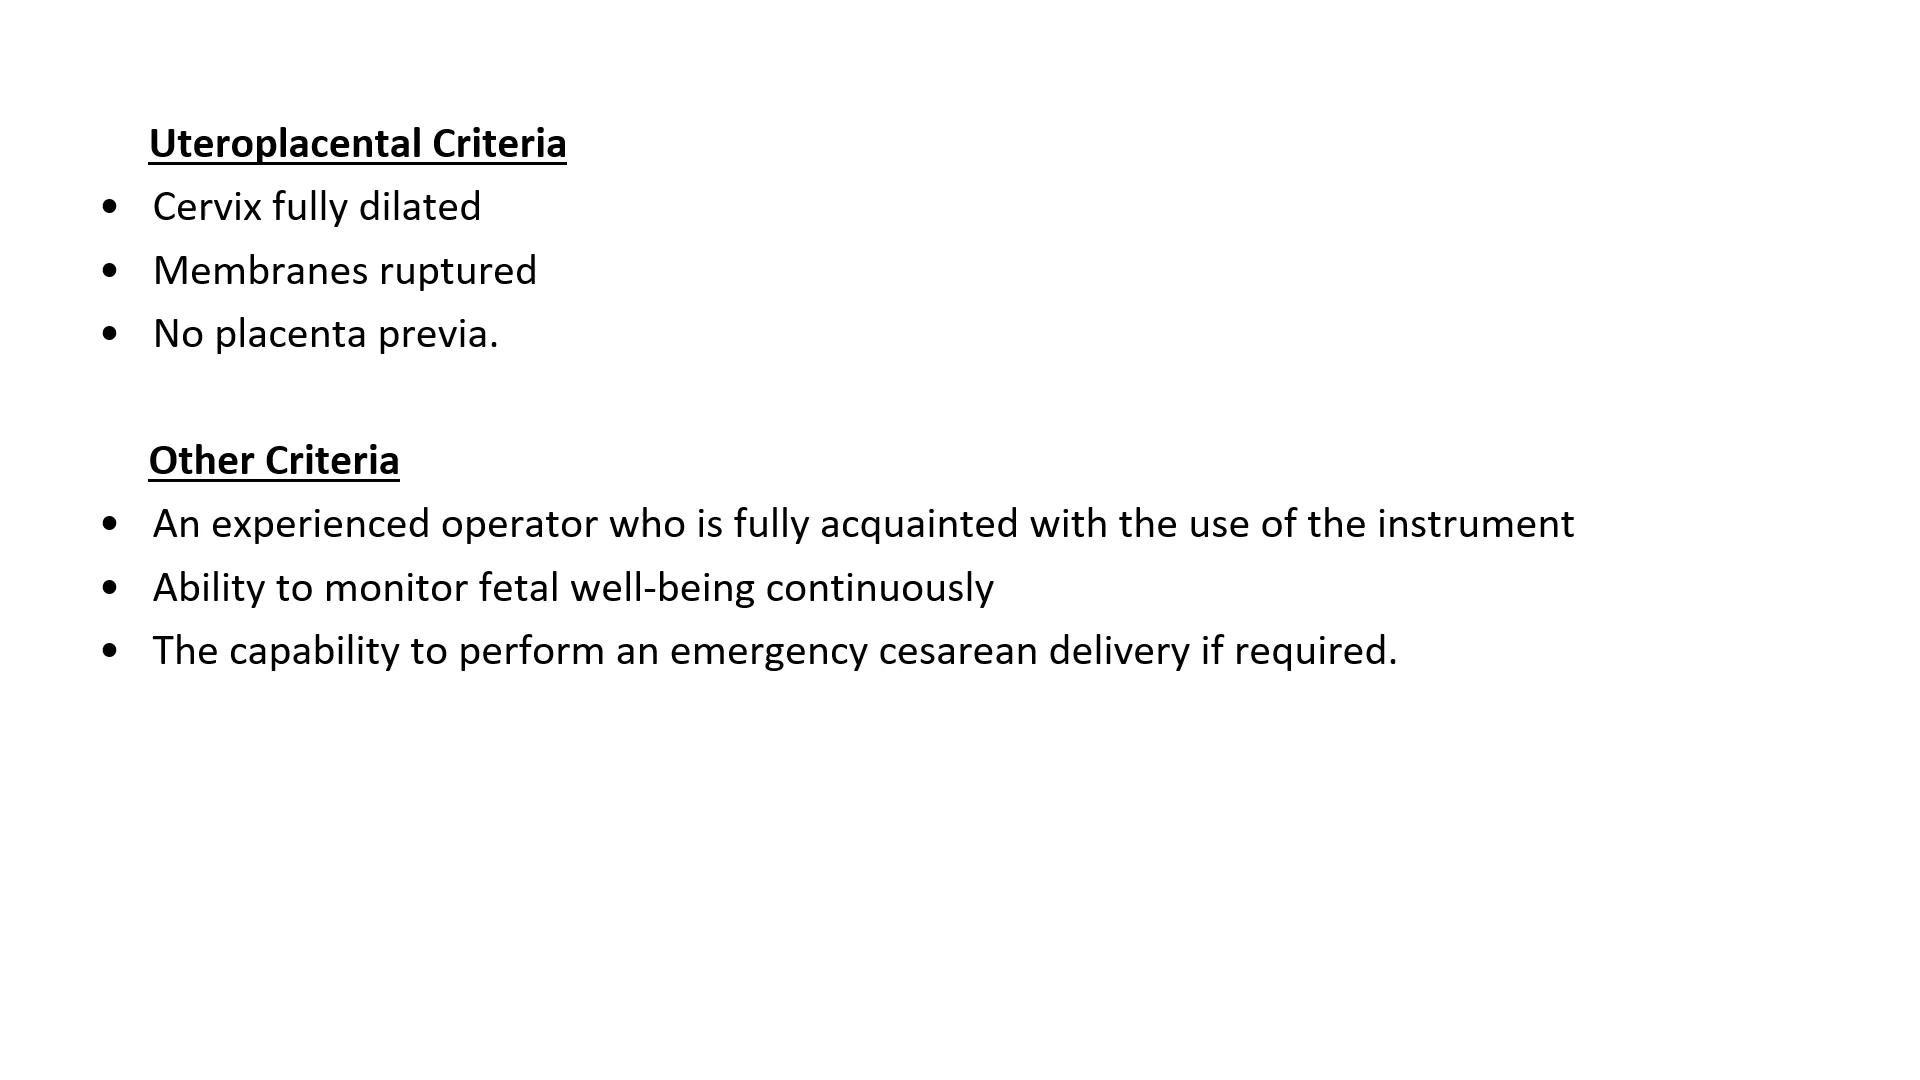 Uteroplacental Criteria
• Cervix fully dilated
• Membranes ruptured
• No placenta previa.
Other Criteria
• An experienced operator who is fully acquainted with the use of the instrument
• Ability to monitor fetal well-being continuously
• The capability to perform an emergency cesarean delivery if required.